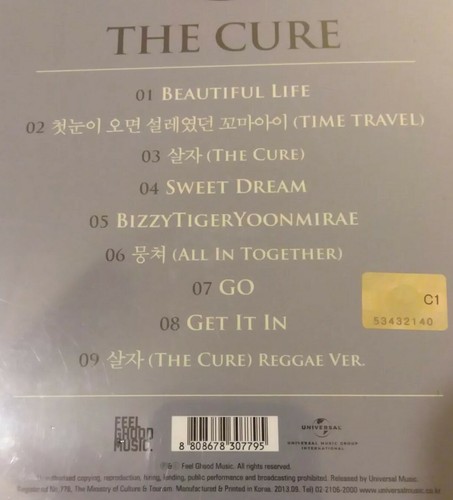 THE CURE
01 BEAUTIFUL LIFE
02 첫눈이 오면 설레였던 꼬마아이 (TIME TRAVEL)
03 살자 (THE CURE)
04 SWEET DREAM
05 BIZZYTIGERYOONMIRAE
06 뭉쳐 (ALL IN TOGETHER)
07 GO
08 GET IT IN
C1
53432140
09 살자 (THE CURE) REGGAE VER.
FEEL
GHOOD
MUSIC.
8 808678 307795
UNIVERSAL
UNIVERSAL MUSIC GROUP
INTERNATIONAL
Feel Ghood Music. All rights reserved.
copying, reproduction, hiring, lending, public performance and broadcasting prohibited. Released by Universal Music.
The Ministry of Culture & Tourism. Manufactured & Printed in Korea. 2013.09. Tel) 02-2106-2000 www.universalmusic